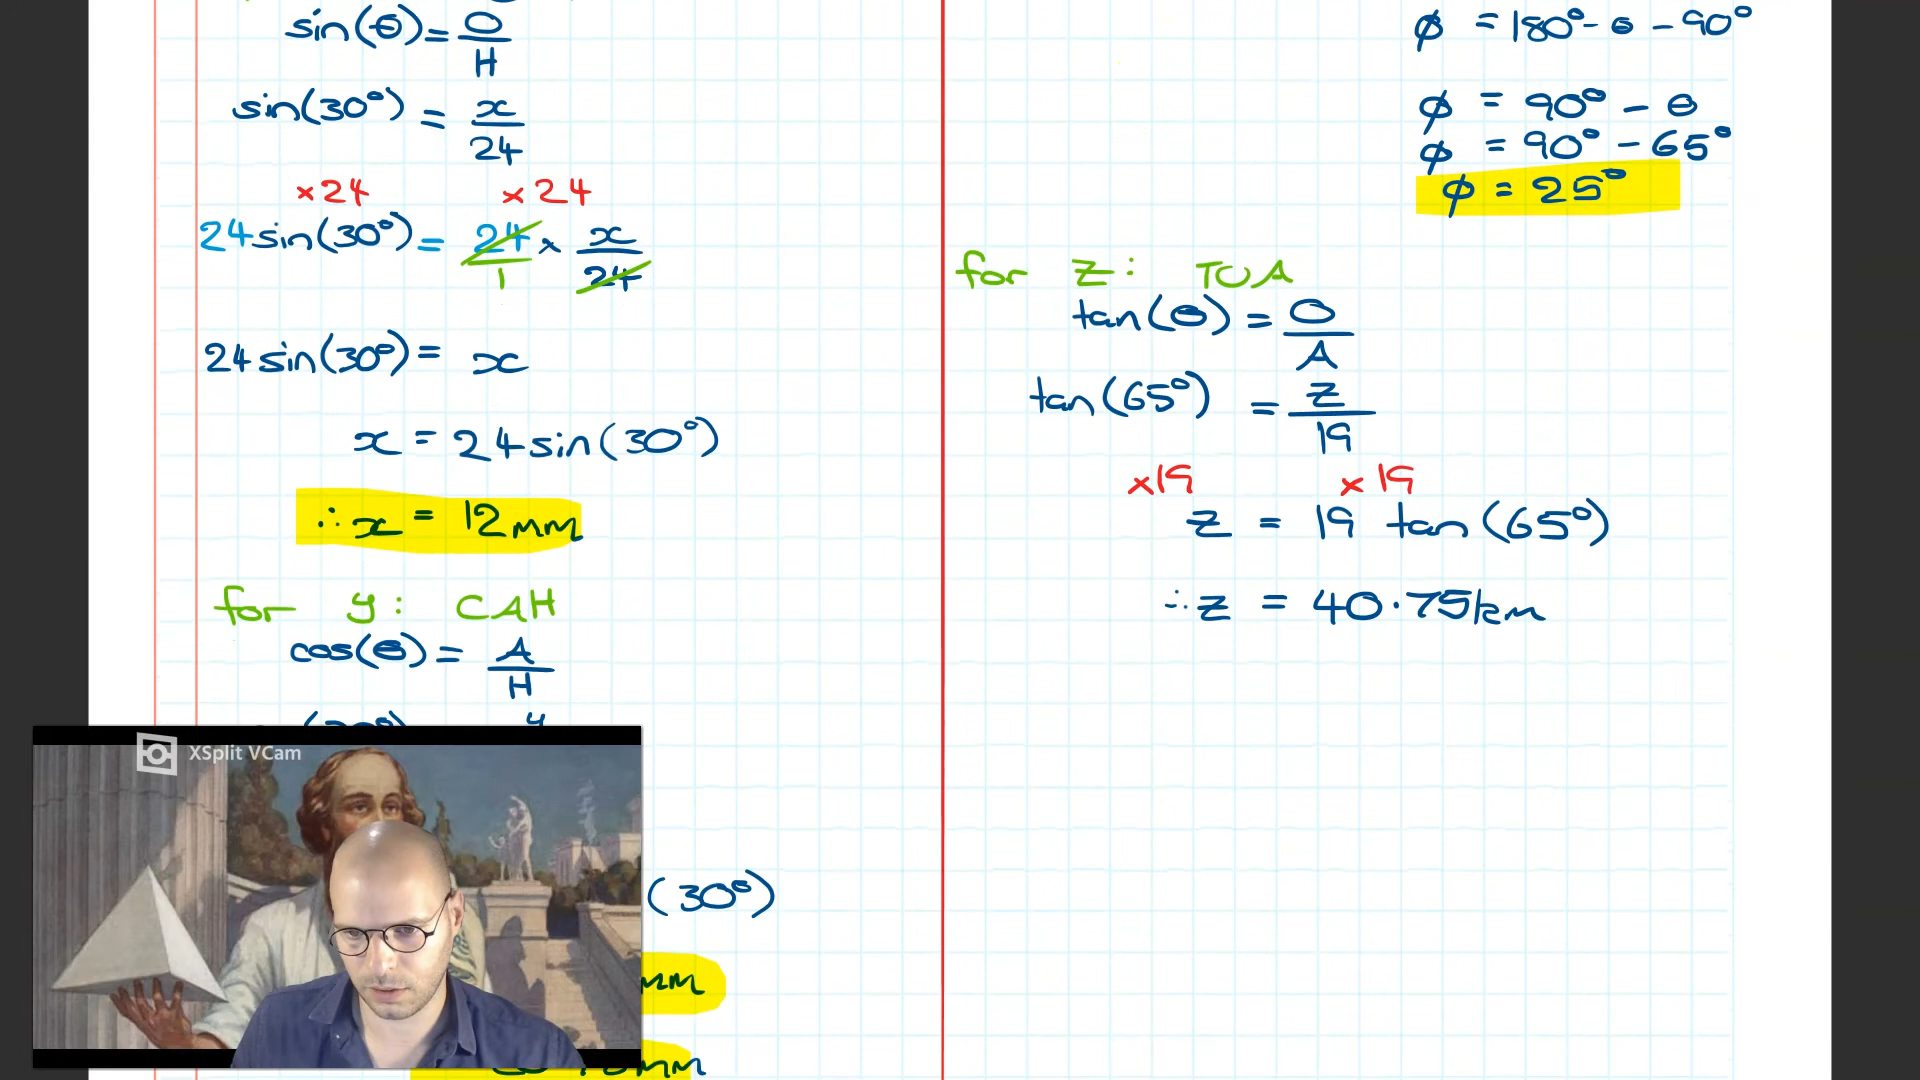 sin(θ) = O/H
sin(30°) = x/24
×24 ×24
24sin(30°) = 24/1 × x/24
24sin(30°) = x
x = 24sin(30°)
∴ x = 12mm
for y: CAH
cos(θ) = A/H
y
(30°)
mm
mm
ϕ = 180° - θ - 90°
ϕ = 90° - θ
ϕ = 90° - 65°
ϕ = 25°
for z: TOA
tan(θ) = O/A
tan(65°) = z/19
×19 ×19
z = 19 tan(65°)
∴ z = 40.75km
XSplit VCam